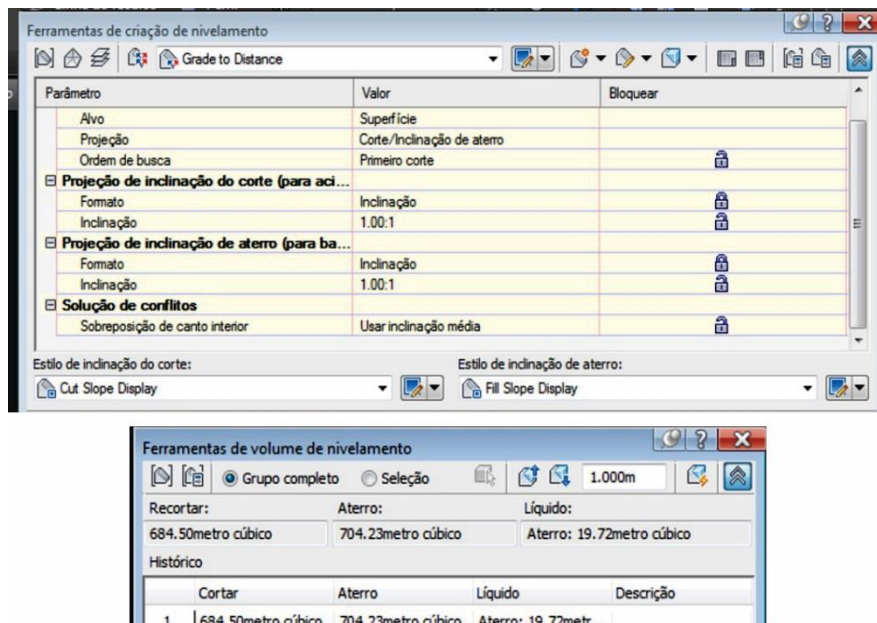 Ferramentas de criação de nivelamento
Grade to Distance
Parâmetro Valor Bloquear
Alvo Superfície
Projeção Corte/Inclinação de aterro
Ordem de busca Primeiro corte
Projeção de inclinação do corte (para aci...
Formato Inclinação
Inclinação 1.00:1
Projeção de inclinação de aterro (para ba...
Formato Inclinação
Inclinação 1.00:1
Solução de conflitos
Sobreposição de canto interior Usar inclinação média
Estilo de inclinação do corte: Estilo de inclinação de aterro:
Cut Slope Display Fill Slope Display
Ferramentas de volume de nivelamento
Grupo completo Seleção 1.000m
Recortar: Aterro: Líquido:
684.50metro cúbico 704.23metro cúbico Aterro: 19.72metro cúbico
Histórico
Cortar Aterro Líquido Descrição
1 684.50metro cúbico 704.23metro cúbico Aterro: 19.72metr...